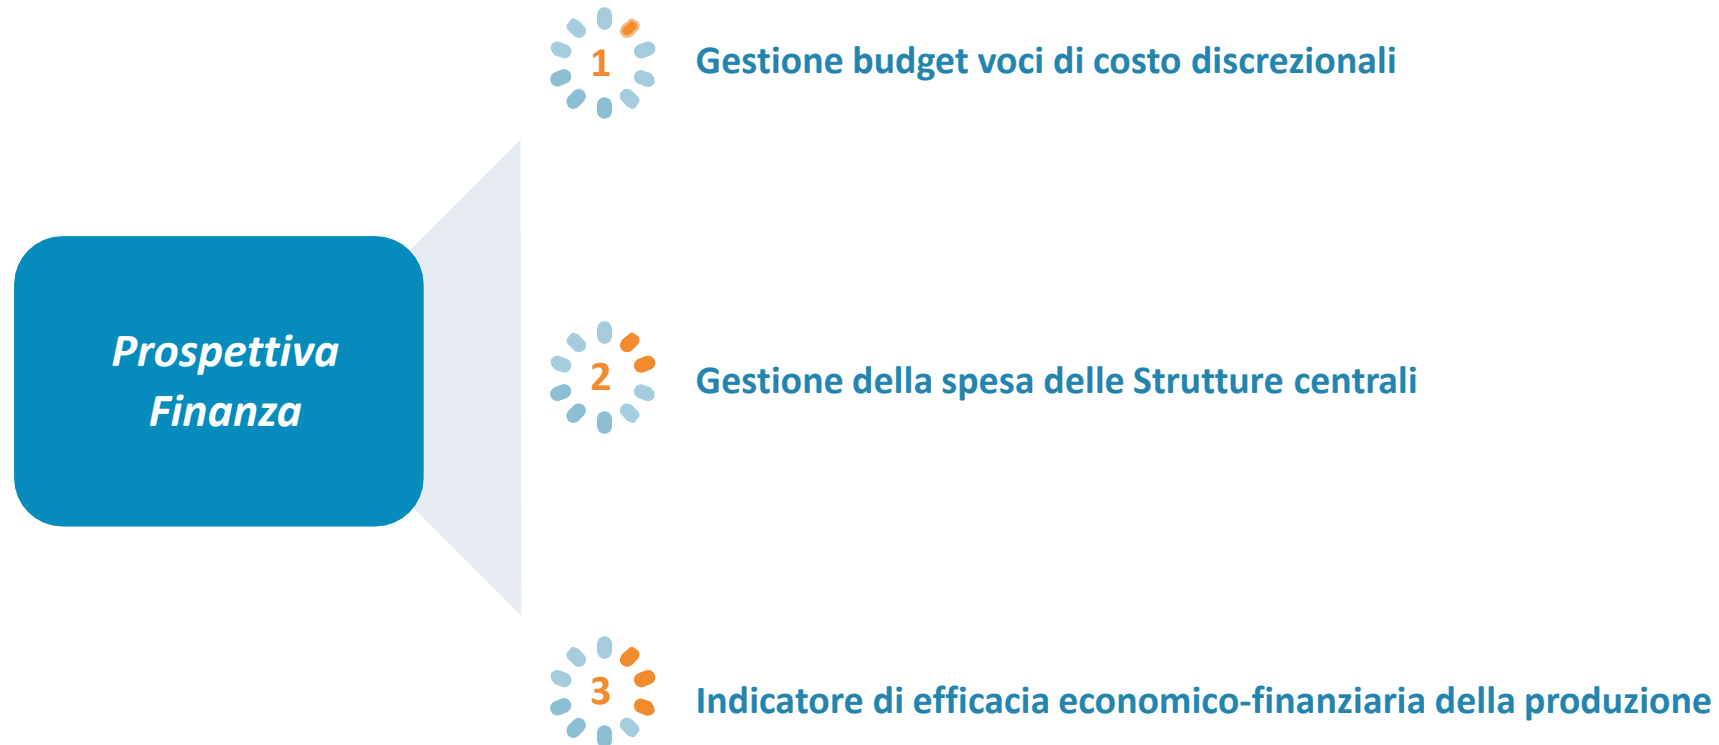 1
Gestione budget voci di costo discrezionali
Prospettiva
Finanza
2
Gestione della spesa delle Strutture centrali
3
Indicatore di efficacia economico-finanziaria della produzione